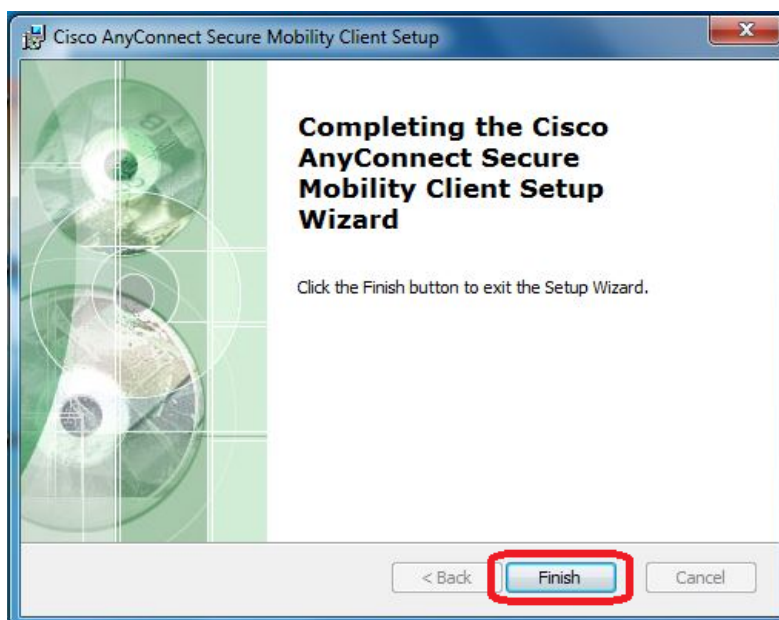 Cisco AnyConnect Secure Mobility Client Setup
Completing the Cisco
AnyConnect Secure
Mobility Client Setup
Wizard
Click the Finish button to exit the Setup Wizard.
< Back Finish Cancel